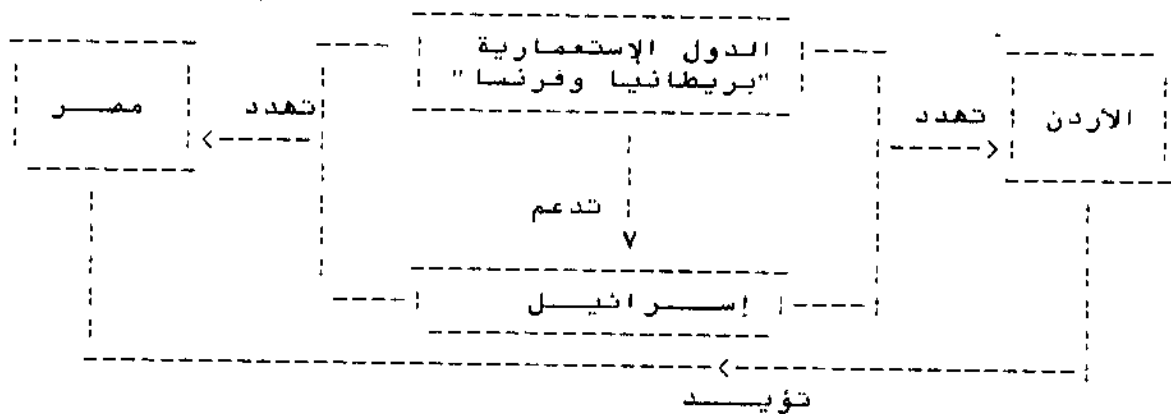 الدول الإستعمارية
"بريطانيا وفرنسا"
الأردن
تهدد
تهدد
مصر
تدعم
إسرائيل
تؤيد